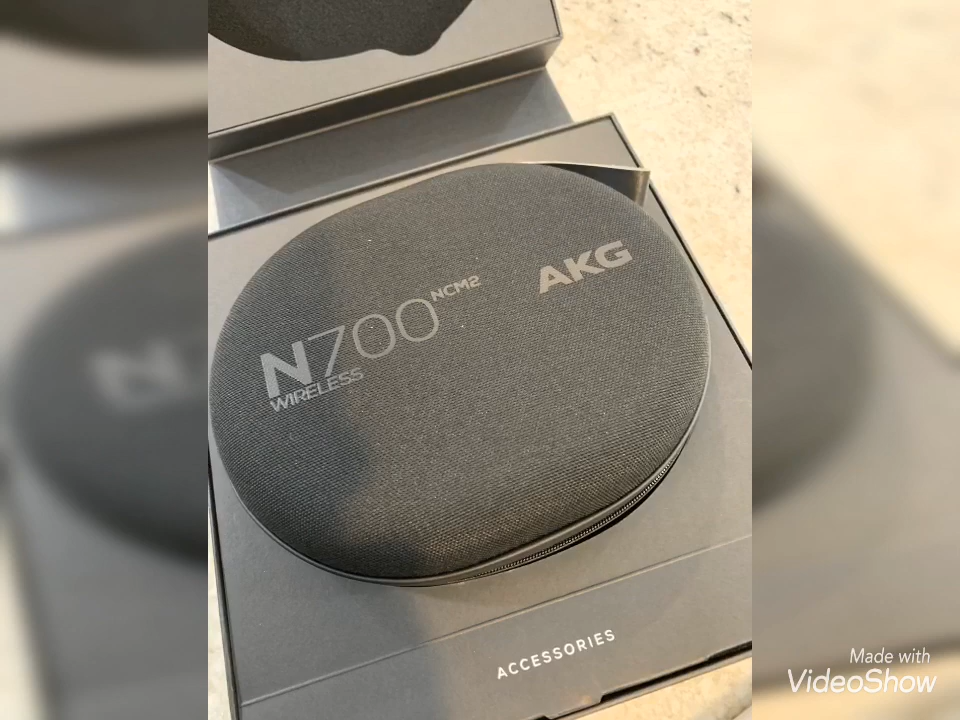 N700 NCM2
WIRELESS
AKG
ACCESSORIES
Made with
VideoShow